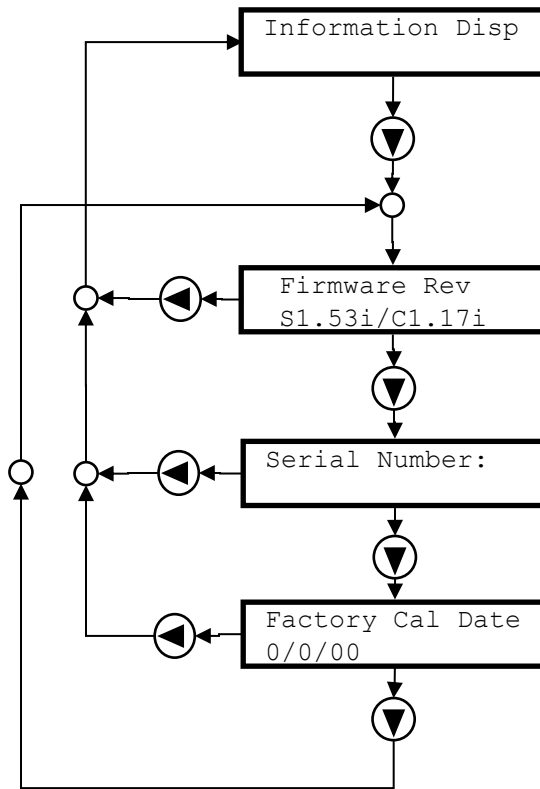 Information Disp
Firmware Rev
S1.53i/C1.17i
Serial Number:
Factory Cal Date
0/0/00